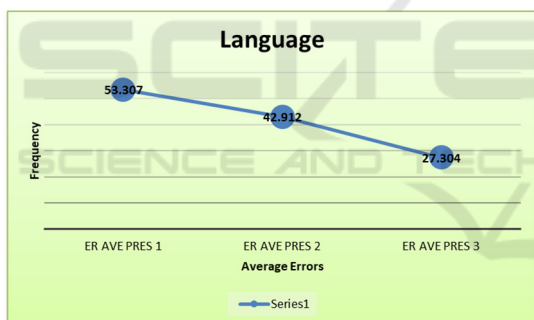 SCITE
Language
53.307
42.912
27.304
SCIENCE AND TECH
Frequency
ER AVE PRES 1 ER AVE PRES 2 ER AVE PRES 3
Average Errors
Series1